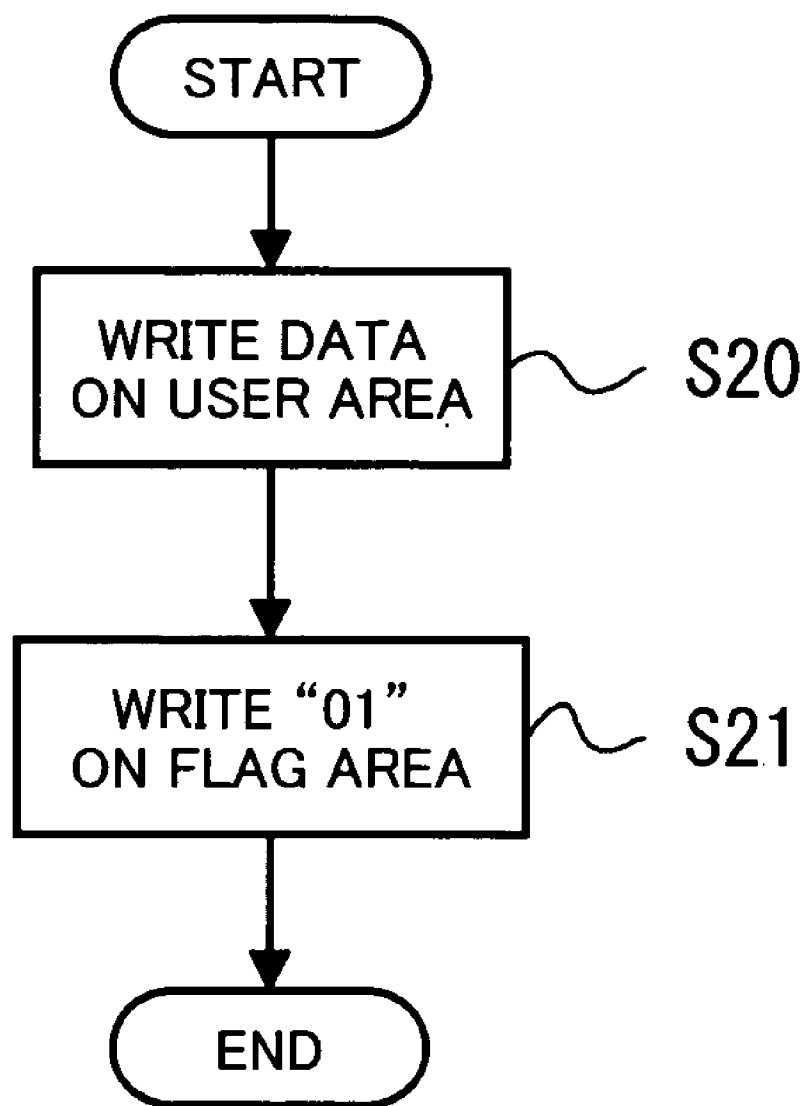 START
WRITE DATA
ON USER AREA
S20
WRITE “01”
ON FLAG AREA
S21
END